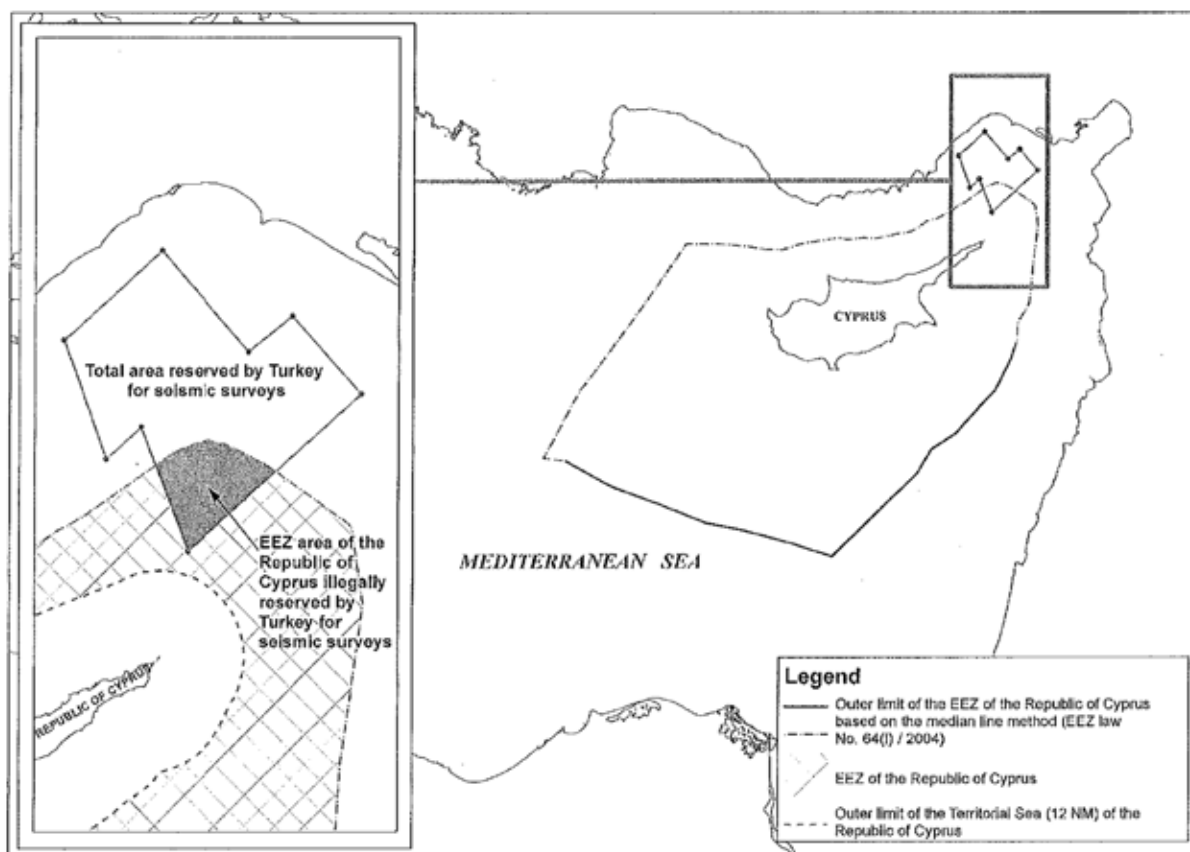 Total area reserved by Turkey
for seismic surveys
EEZ area of the
Republic of
Cyprus illegally
reserved by
Turkey for
seismic surveys
REPUBLIC OF CYPRUS
CYPRUS
MEDITERRANEAN SEA
Legend
Outer limit of the EEZ of the Republic of Cyprus
based on the median line method (EEZ law
No. 64(I) / 2004)
EEZ of the Republic of Cyprus
Outer limit of the Territorial Sea (12 NM) of the
Republic of Cyprus